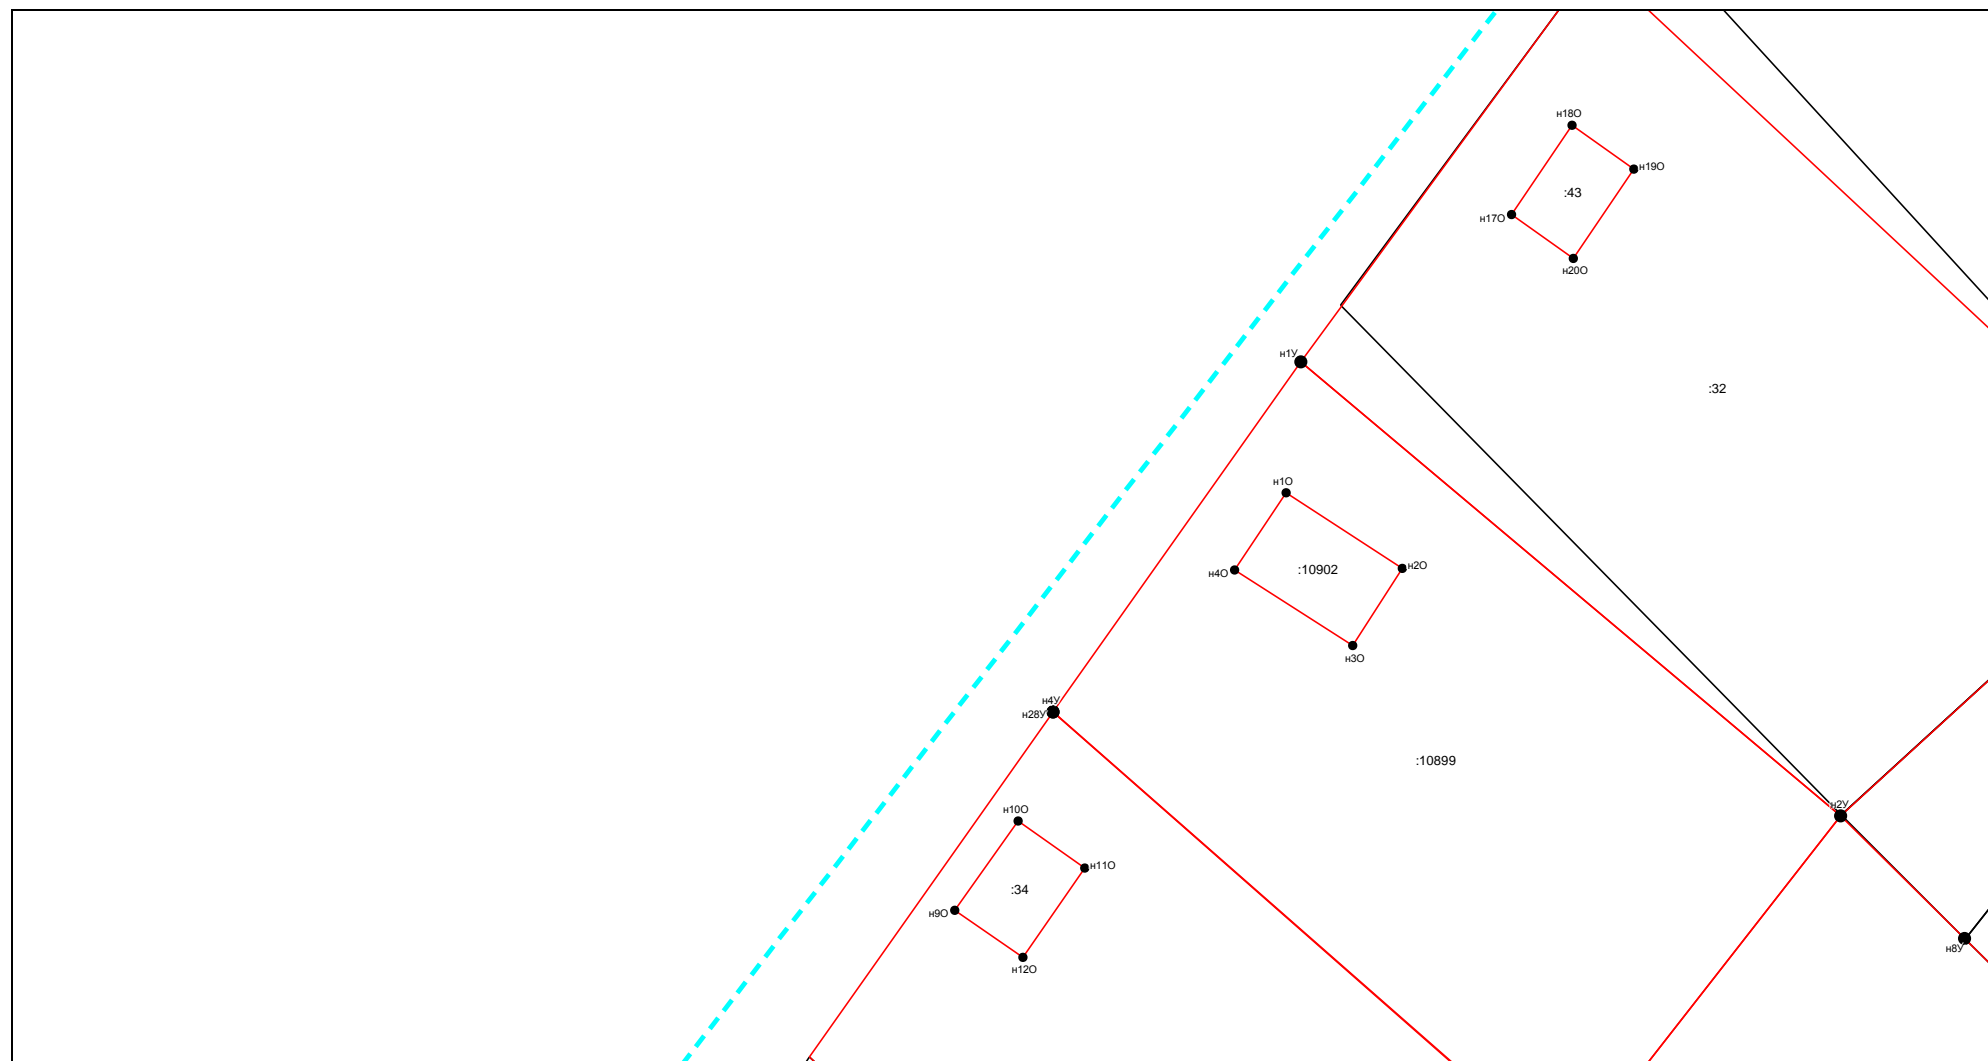 н18О
н19О
:43
н17О
н20О
н1У
:32
н1О
н2О
:10902
н4О
н3О
н4У
н28У
:10899
н2У
н10О
н11О
:34
н9О
н12О
н8У